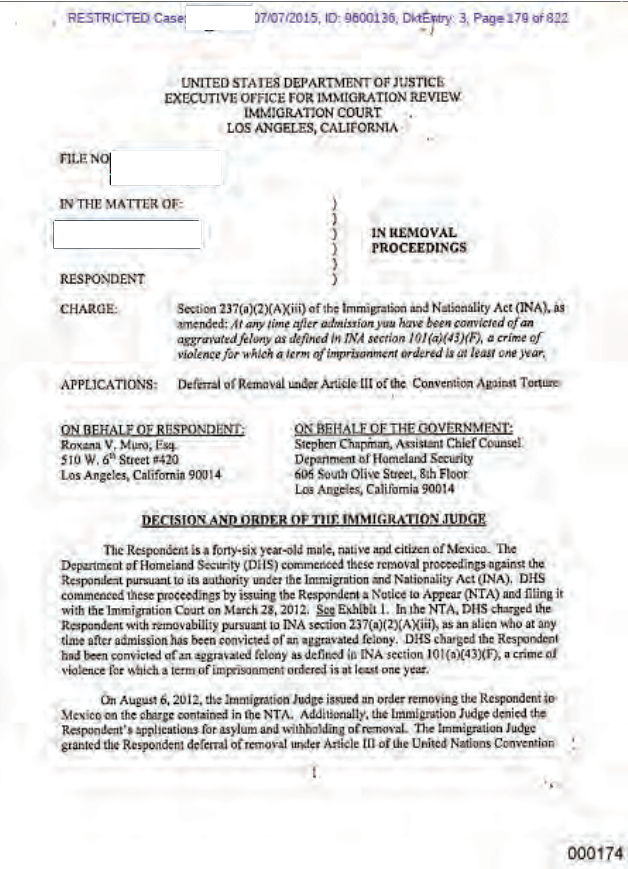 RESTRICTED Case: 07/07/2015, ID: 9600136, DktEntry: 3, Page 179 of 822
UNITED STATES DEPARTMENT OF JUSTICE
EXECUTIVE OFFICE FOR IMMIGRATION REVIEW
IMMIGRATION COURT
LOS ANGELES, CALIFORNIA
FILE NO
IN THE MATTER OF: )
)
) IN REMOVAL
) PROCEEDINGS
)
RESPONDENT )
CHARGE: Section 237(a)(2)(A)(iii) of the Immigration and Nationality Act (INA), as
amended: At any time after admission you have been convicted of an
aggravated felony as defined in INA section 101(a)(43)(F), a crime of
violence for which a term of imprisonment ordered is at least one year.
APPLICATIONS: Deferral of Removal under Article III of the Convention Against Torture
ON BEHALF OF RESPONDENT:
Roxana V. Muro, Esq.
510 W. 6th Street #420
Los Angeles, California 90014
ON BEHALF OF THE GOVERNMENT:
Stephen Chapman, Assistant Chief Counsel
Department of Homeland Security
606 South Olive Street, 8th Floor
Los Angeles, California 90014
DECISION AND ORDER OF THE IMMIGRATION JUDGE
The Respondent is a forty-six year-old male, native and citizen of Mexico. The
Department of Homeland Security (DHS) commenced these removal proceedings against the
Respondent pursuant to its authority under the Immigration and Nationality Act (INA). DHS
commenced these proceedings by issuing the Respondent a Notice to Appear (NTA) and filing it
with the Immigration Court on March 28, 2012. See Exhibit 1. In the NTA, DHS charged the
Respondent with removability pursuant to INA section 237(a)(2)(A)(iii), as an alien who at any
time after admission has been convicted of an aggravated felony. DHS charged the Respondent
had been convicted of an aggravated felony as defined in INA section 101(a)(43)(F), a crime of
violence for which a term of imprisonment ordered is at least one year.
On August 6, 2012, the Immigration Judge issued an order removing the Respondent to
Mexico on the charge contained in the NTA. Additionally, the Immigration Judge denied the
Respondent's applications for asylum and withholding of removal. The Immigration Judge
granted the Respondent deferral of removal under Article III of the United Nations Convention
1
000174